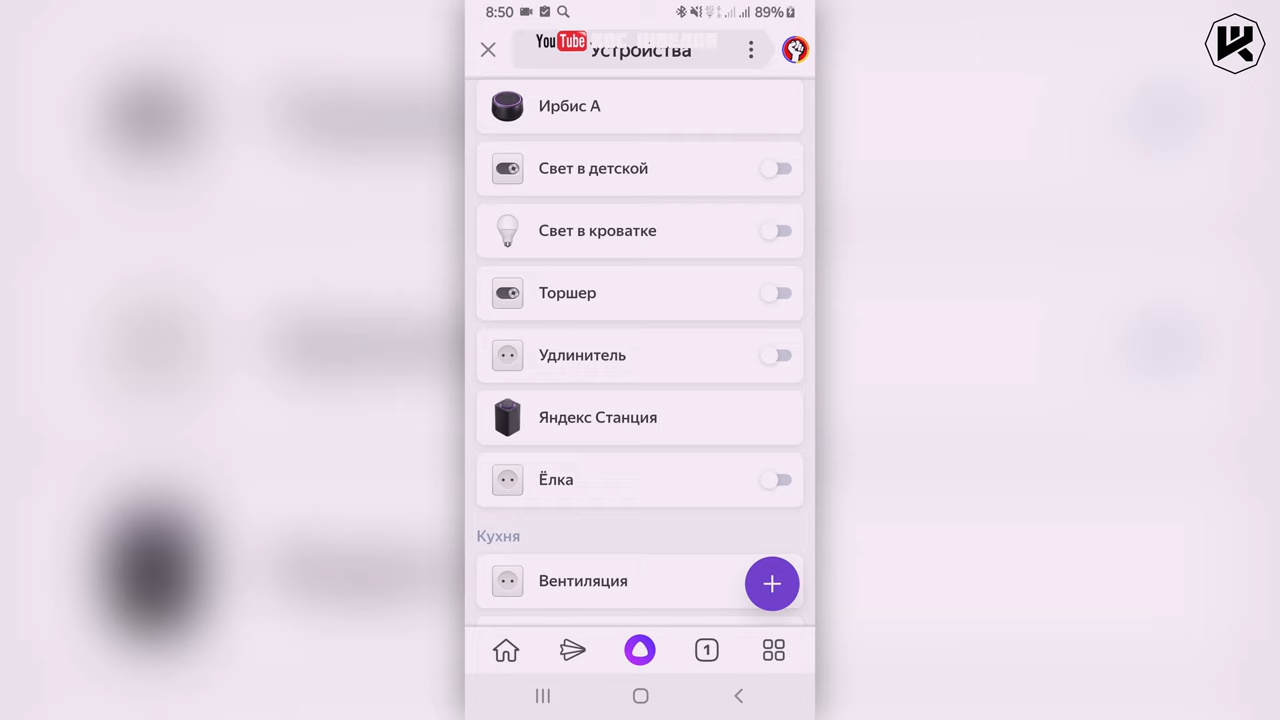 8:50
89%
YouTube
Устройства
Ирбис А
Свет в детской
Свет в кроватке
Торшер
Удлинитель
Яндекс Станция
Ёлка
Кухня
Вентиляция
1